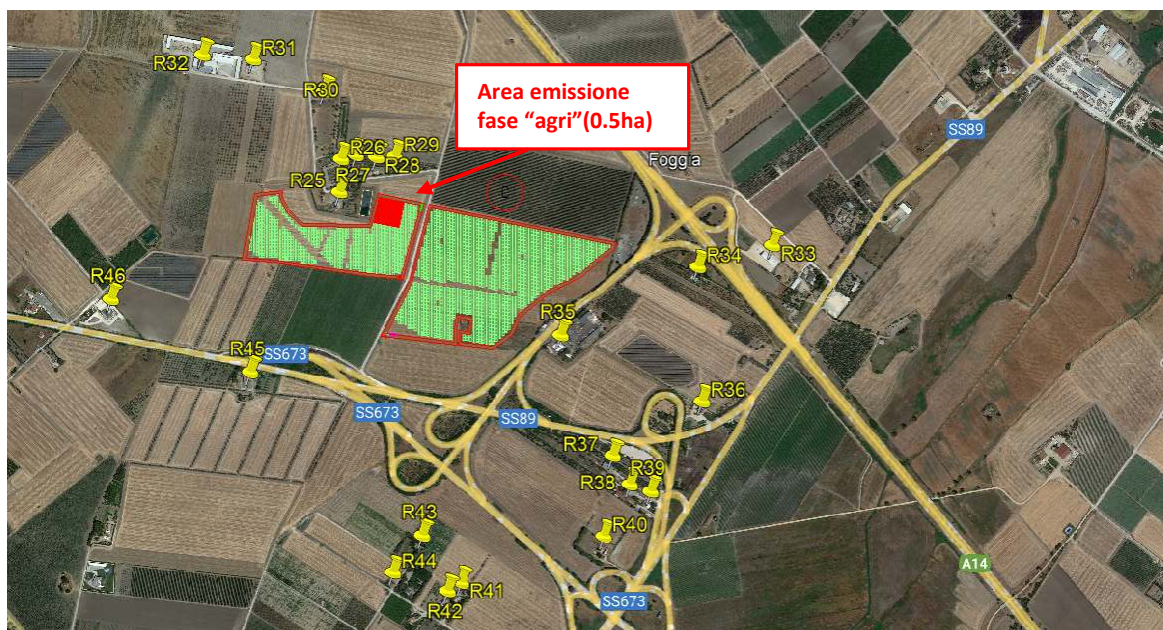 R32
R31
R30
Area emissione
fase “agri”(0.5ha)
SS89
R26
R29
R28
R25
R27
Foggia
R46
R34
R33
R35
R45
SS673
SS673
SS89
R36
R37
R38
R39
R40
R43
R44
R41
R42
SS673
A14